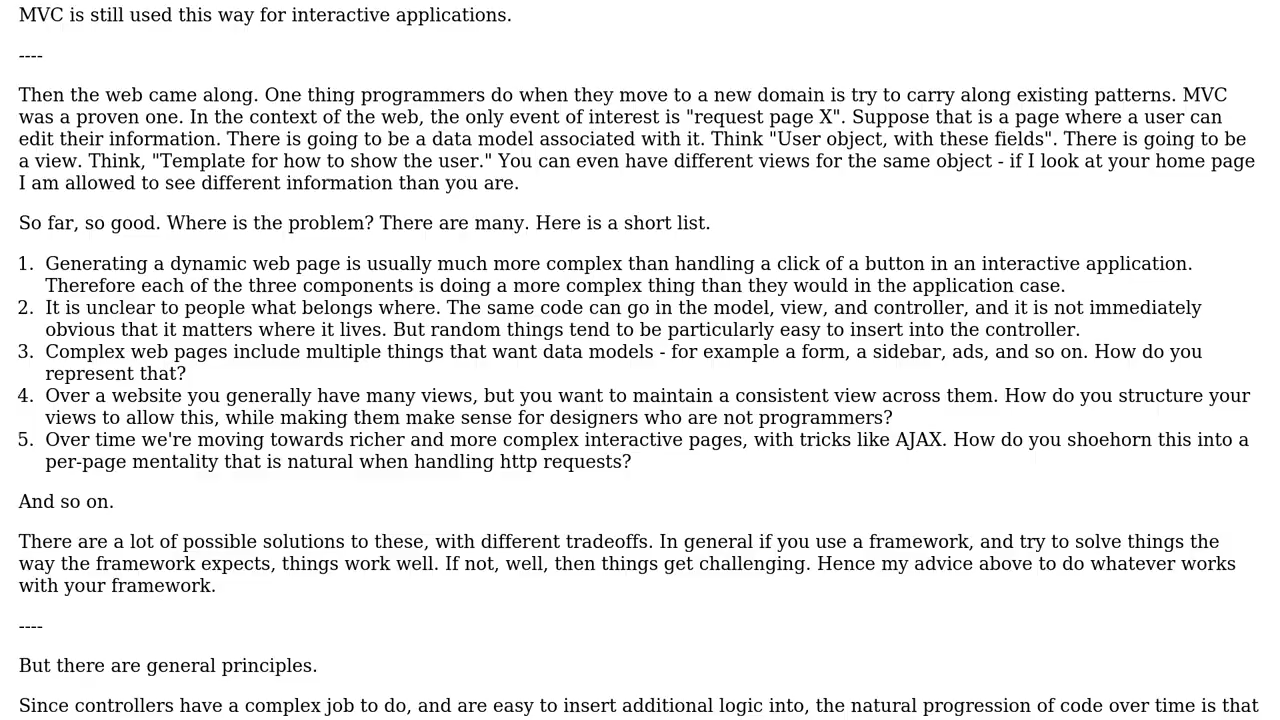 MVC is still used this way for interactive applications.
----
Then the web came along. One thing programmers do when they move to a new domain is try to carry along existing patterns. MVC
was a proven one. In the context of the web, the only event of interest is "request page X". Suppose that is a page where a user can
edit their information. There is going to be a data model associated with it. Think "User object, with these fields". There is going to be
a view. Think, "Template for how to show the user." You can even have different views for the same object - if I look at your home page
I am allowed to see different information than you are.
So far, so good. Where is the problem? There are many. Here is a short list.
1. Generating a dynamic web page is usually much more complex than handling a click of a button in an interactive application.
Therefore each of the three components is doing a more complex thing than they would in the application case.
2. It is unclear to people what belongs where. The same code can go in the model, view, and controller, and it is not immediately
obvious that it matters where it lives. But random things tend to be particularly easy to insert into the controller.
3. Complex web pages include multiple things that want data models - for example a form, a sidebar, ads, and so on. How do you
represent that?
4. Over a website you generally have many views, but you want to maintain a consistent view across them. How do you structure your
views to allow this, while making them make sense for designers who are not programmers?
5. Over time we're moving towards richer and more complex interactive pages, with tricks like AJAX. How do you shoehorn this into a
per-page mentality that is natural when handling http requests?
And so on.
There are a lot of possible solutions to these, with different tradeoffs. In general if you use a framework, and try to solve things the
way the framework expects, things work well. If not, well, then things get challenging. Hence my advice above to do whatever works
with your framework.
----
But there are general principles.
Since controllers have a complex job to do, and are easy to insert additional logic into, the natural progression of code over time is that